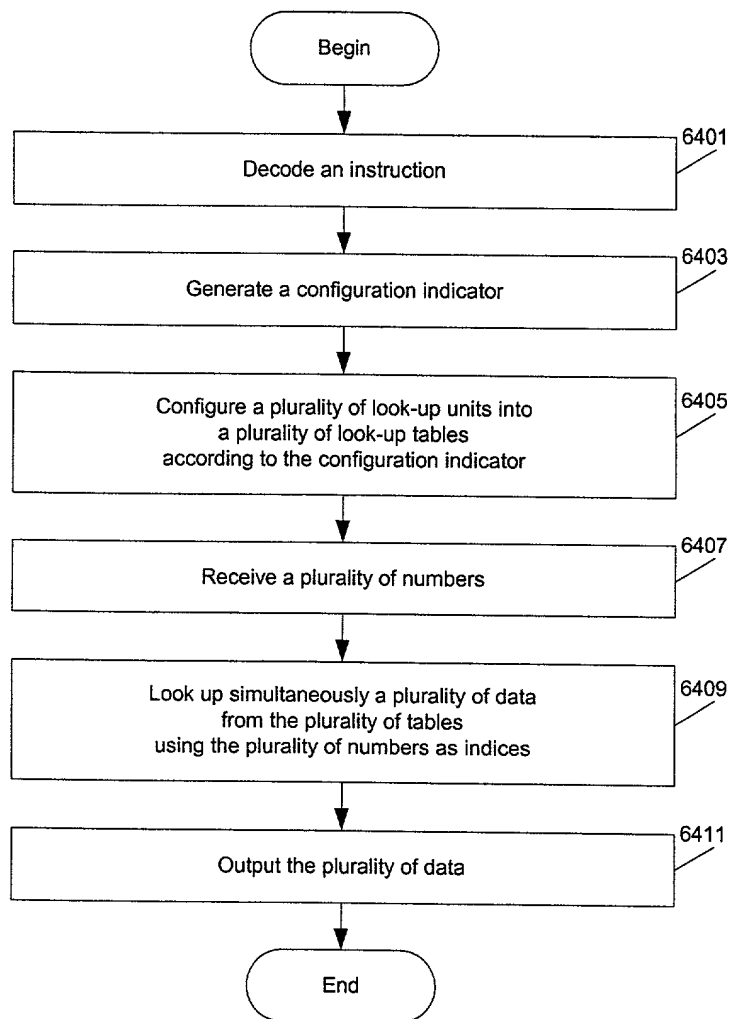 Begin
6401
Decode an instruction
6403
Generate a configuration indicator
6405
Configure a plurality of look-up units into
a plurality of look-up tables
according to the configuration indicator
6407
Receive a plurality of numbers
6409
Look up simultaneously a plurality of data
from the plurality of tables
using the plurality of numbers as indices
6411
Output the plurality of data
End